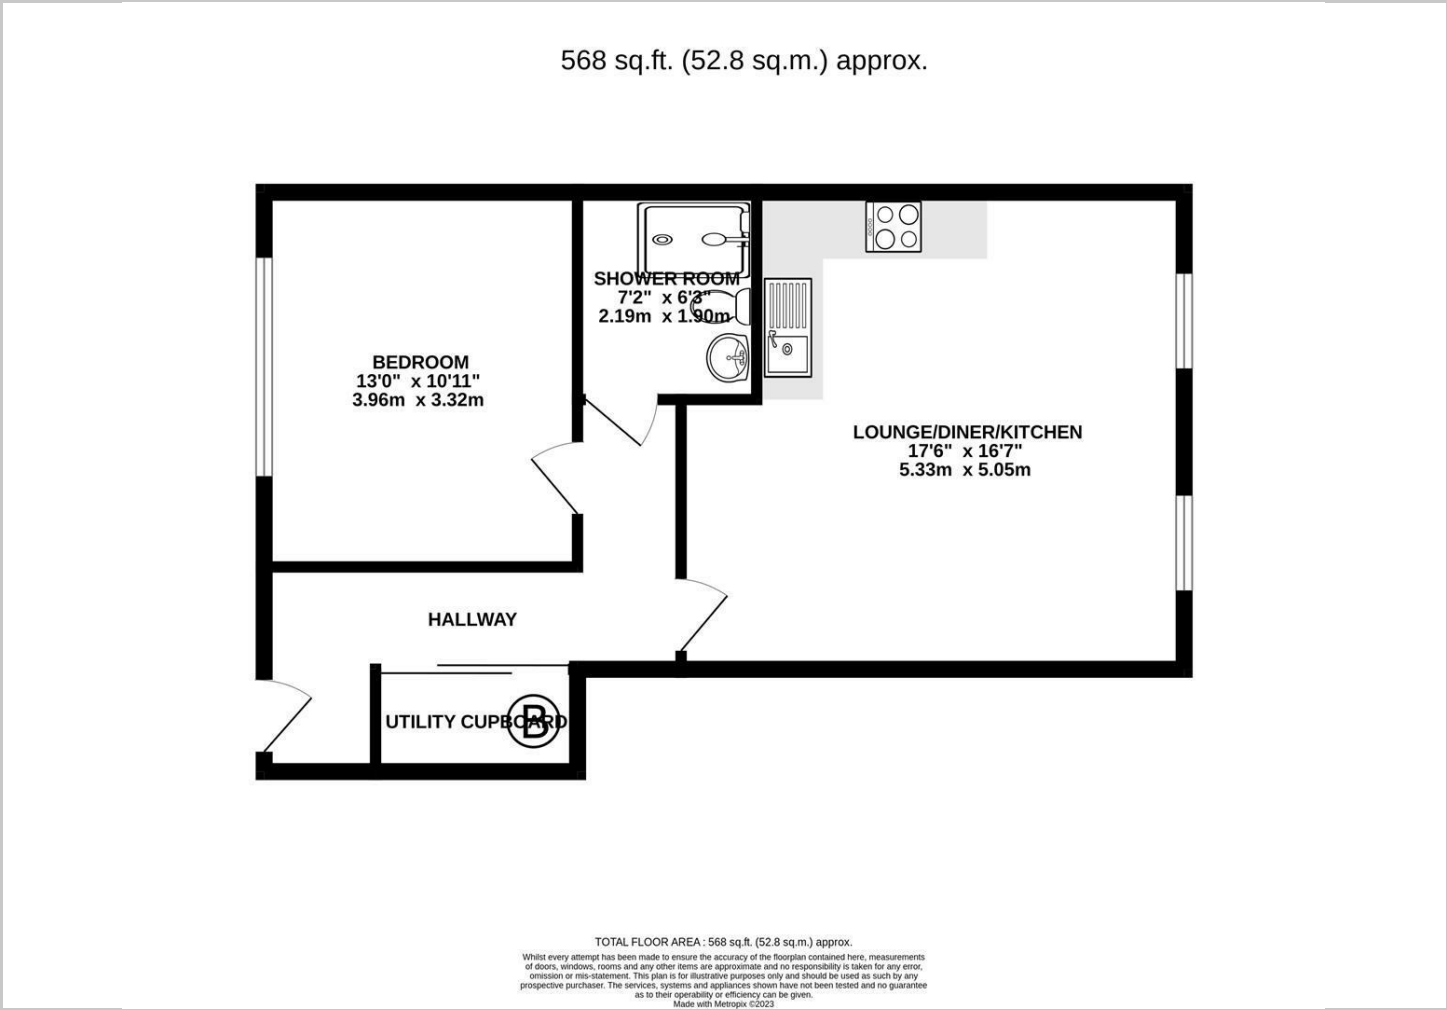 568 sq.ft. (52.8 sq.m.) approx.
SHOWER ROOM
7'2" x 6'3"
2.19m x 1.90m
BEDROOM
13'0" x 10'11"
3.96m x 3.32m
LOUNGE/DINER/KITCHEN
17'6" x 16'7"
5.33m x 5.05m
HALLWAY
UTILITY CUPBOARD
B
TOTAL FLOOR AREA : 568 sq.ft. (52.8 sq.m.) approx.
Whilst every attempt has been made to ensure the accuracy of the floorplan contained here, measurements
of doors, windows, rooms and any other items are approximate and no responsibility is taken for any error,
omission or mis-statement. This plan is for illustrative purposes only and should be used as such by any
prospective purchaser. The services, systems and appliances shown have not been tested and no guarantee
as to their operability or efficiency can be given.
Made with Metropix ©2023